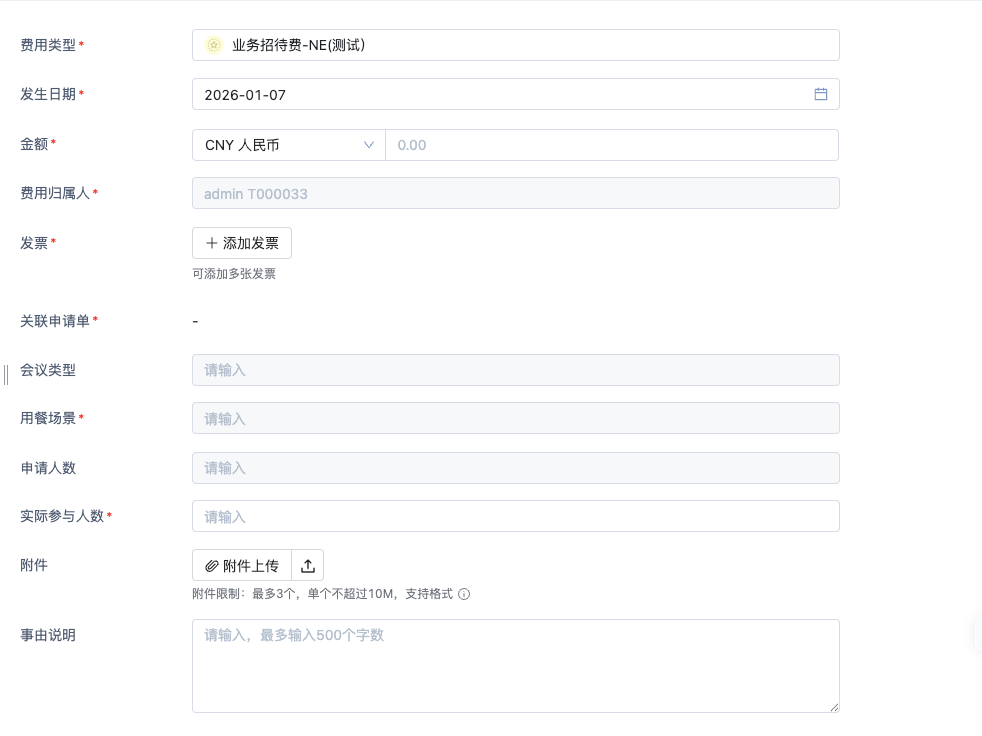 费用类型* 业务招待费-NE(测试)
发生日期* 2026-01-07
金额* CNY 人民币 0.00
费用归属人* admin T000033
发票* 添加发票
可添加多张发票
关联申请单* -
会议类型 请输入
用餐场景* 请输入
申请人数 请输入
实际参与人数* 请输入
附件 附件上传
附件限制：最多3个，单个不超过10M，支持格式
事由说明 请输入，最多输入500个字数